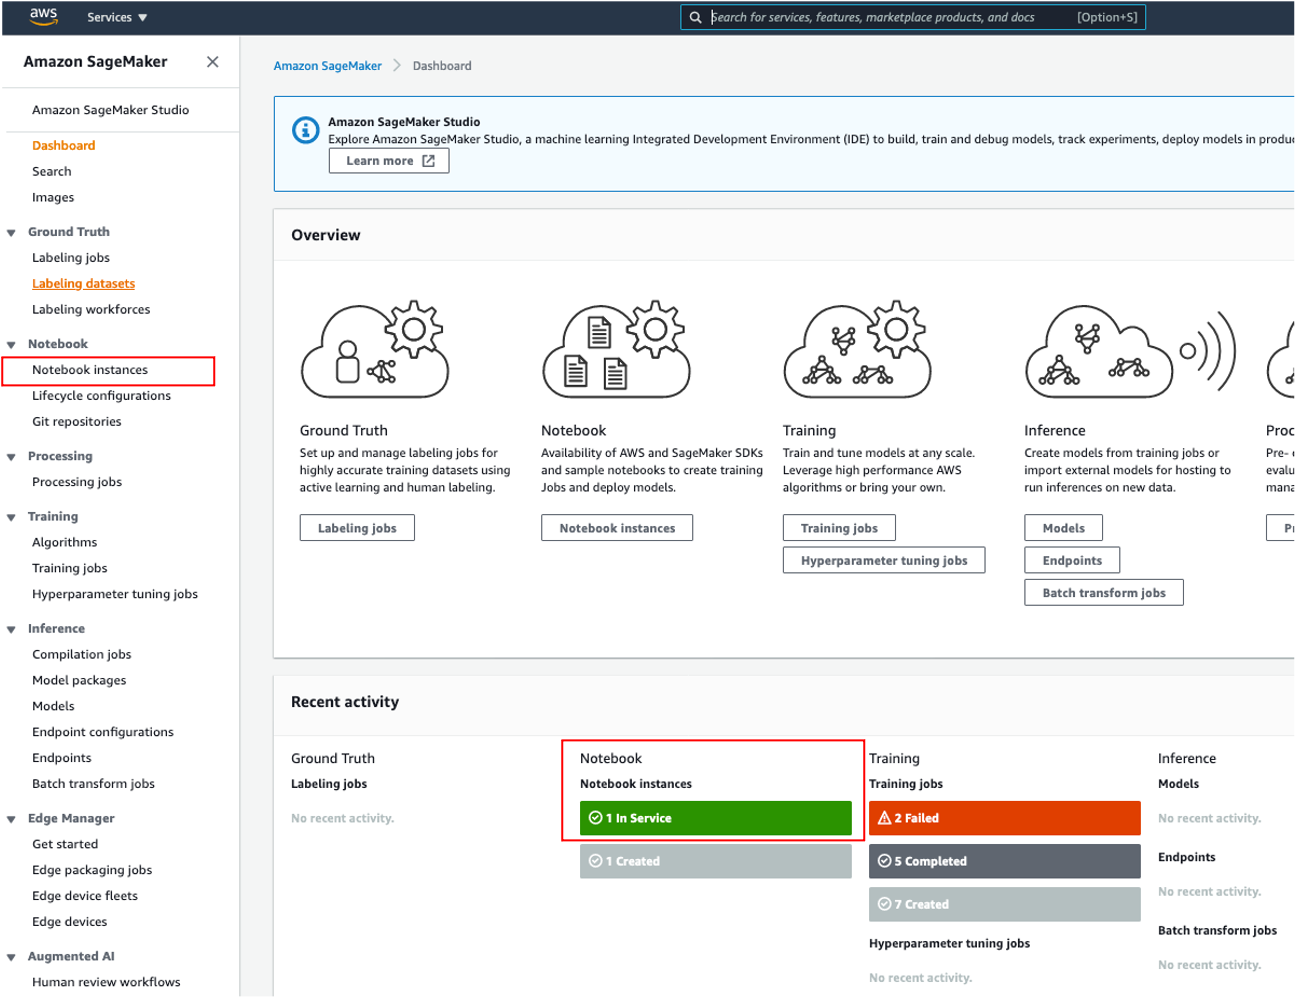 aws
Services
Search for services, features, marketplace products, and docs
[Option+S]
Amazon SageMaker
Amazon SageMaker Studio
Dashboard
Search
Images
Ground Truth
Labeling jobs
Labeling datasets
Labeling workforces
Notebook
Notebook instances
Lifecycle configurations
Git repositories
Processing
Processing jobs
Training
Algorithms
Training jobs
Hyperparameter tuning jobs
Inference
Compilation jobs
Model packages
Models
Endpoint configurations
Endpoints
Batch transform jobs
Edge Manager
Get started
Edge packaging jobs
Edge device fleets
Edge devices
Augmented AI
Human review workflows
Amazon SageMaker
Dashboard
Amazon SageMaker Studio
Explore Amazon SageMaker Studio, a machine learning Integrated Development Environment (IDE) to build, train and debug models, track experiments, deploy models in produ
Learn more
Overview
Ground Truth
Set up and manage labeling jobs for
highly accurate training datasets using
active learning and human labeling.
Labeling jobs
Notebook
Availability of AWS and SageMaker SDKs
and sample notebooks to create training
Jobs and deploy models.
Notebook instances
Training
Train and tune models at any scale.
Leverage high performance AWS
algorithms or bring your own.
Training jobs
Hyperparameter tuning jobs
Inference
Create models from training jobs or
import external models for hosting to
run inferences on new data.
Models
Endpoints
Batch transform jobs
Proc
Pre-
evalu
mana
Recent activity
Ground Truth
Labeling jobs
No recent activity.
Notebook
Notebook instances
1 In Service
1 Created
Training
Training jobs
2 Failed
5 Completed
7 Created
Hyperparameter tuning jobs
No recent activity.
Inference
Models
No recent activity.
Endpoints
No recent activity.
Batch transform jobs
No recent activity.